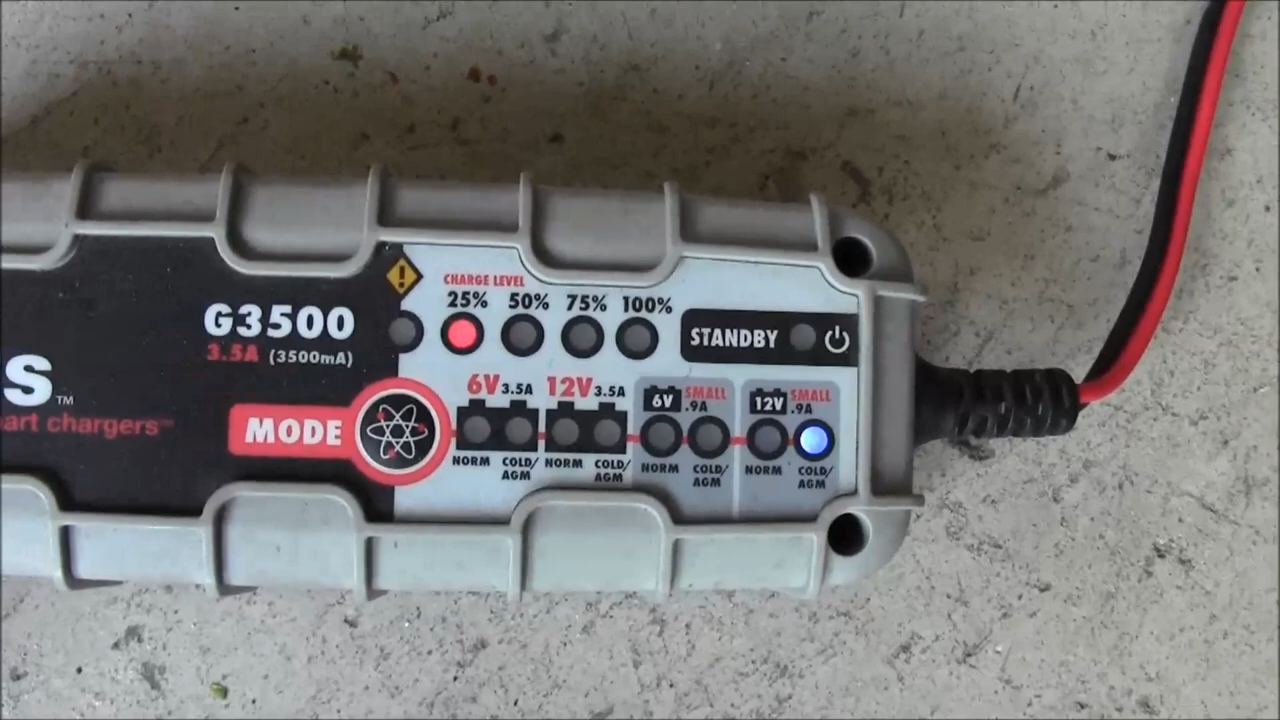 !
CHARGE LEVEL
25% 50% 75% 100%
G3500
3.5A (3500mA)
STANDBY
S™
art chargers™
MODE
6V 3.5A 12V 3.5A 6V SMALL .9A 12V SMALL .9A
NORM COLD/AGM NORM COLD/AGM NORM COLD/AGM NORM COLD/AGM